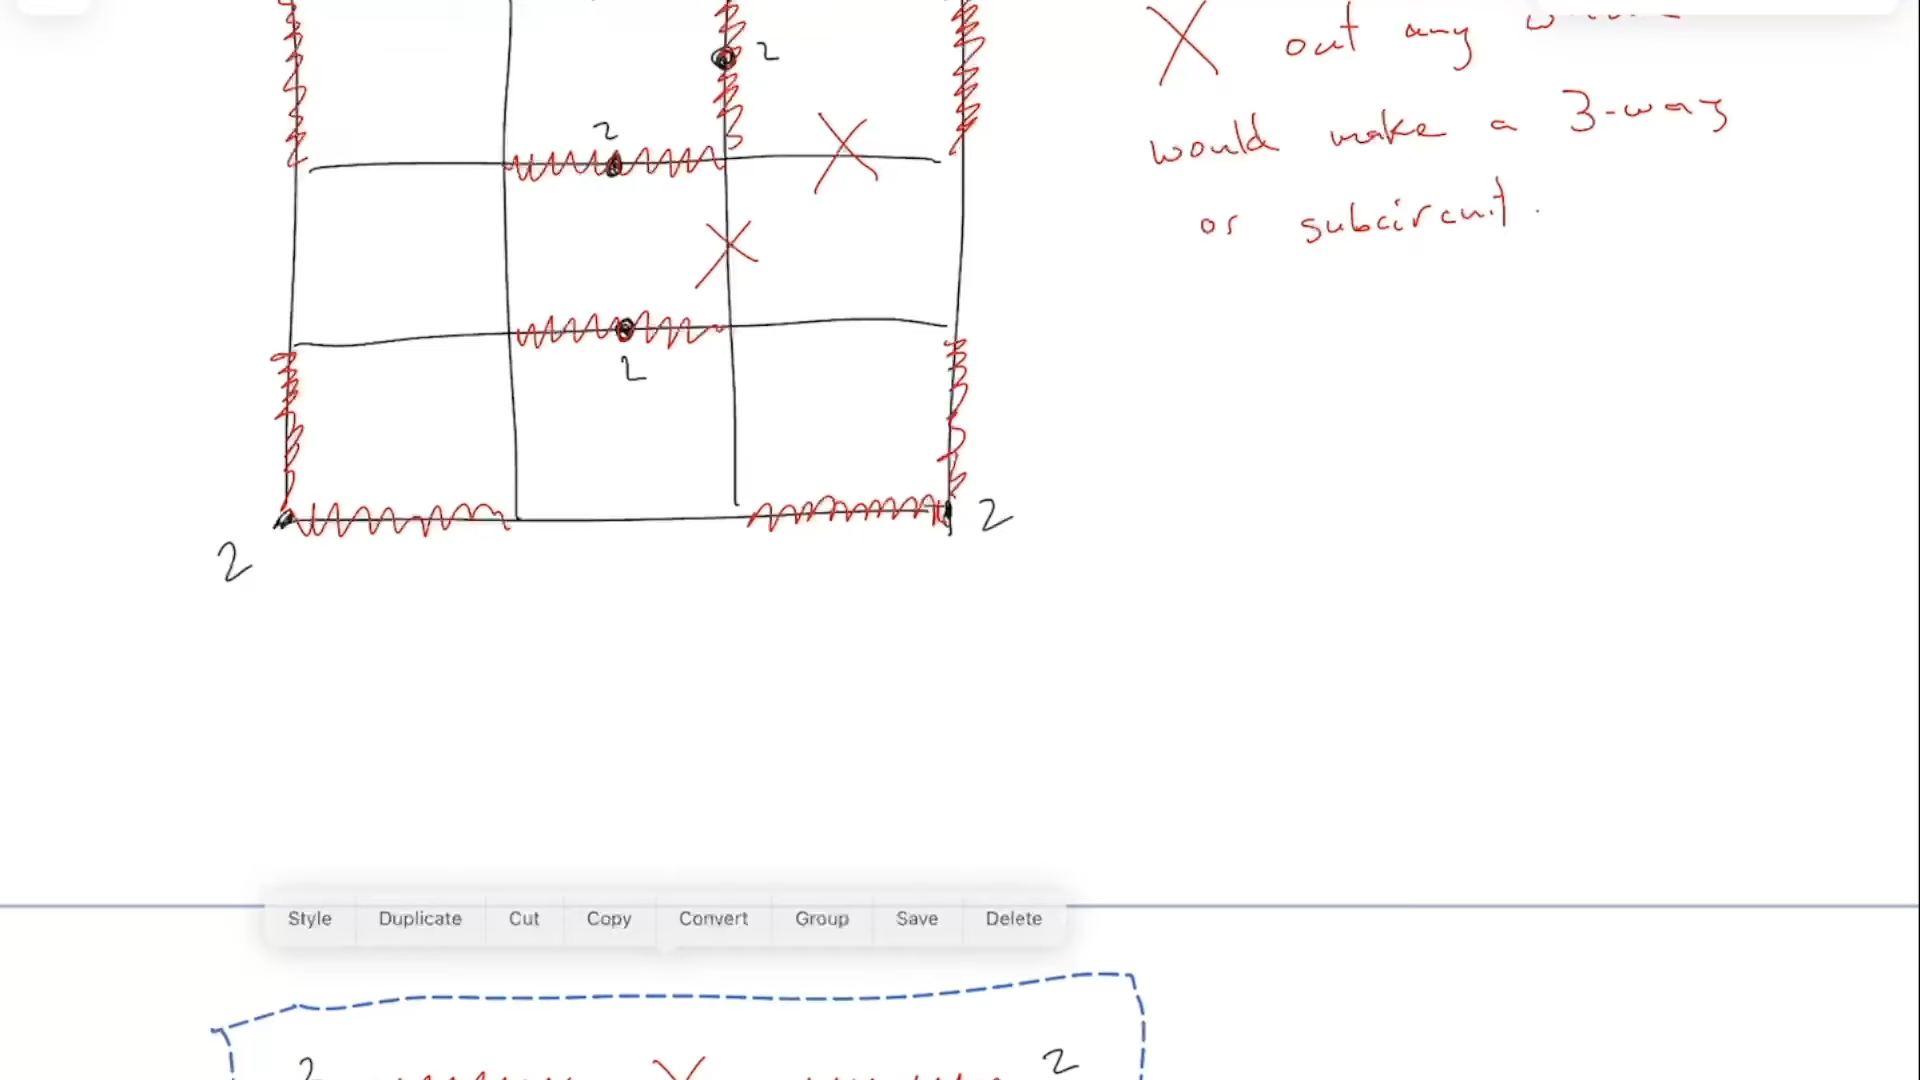 X out any
2
would make a 3-way
2
or subcircuit.
2
2
2
Style Duplicate Cut Copy Convert Group Save Delete
2
2